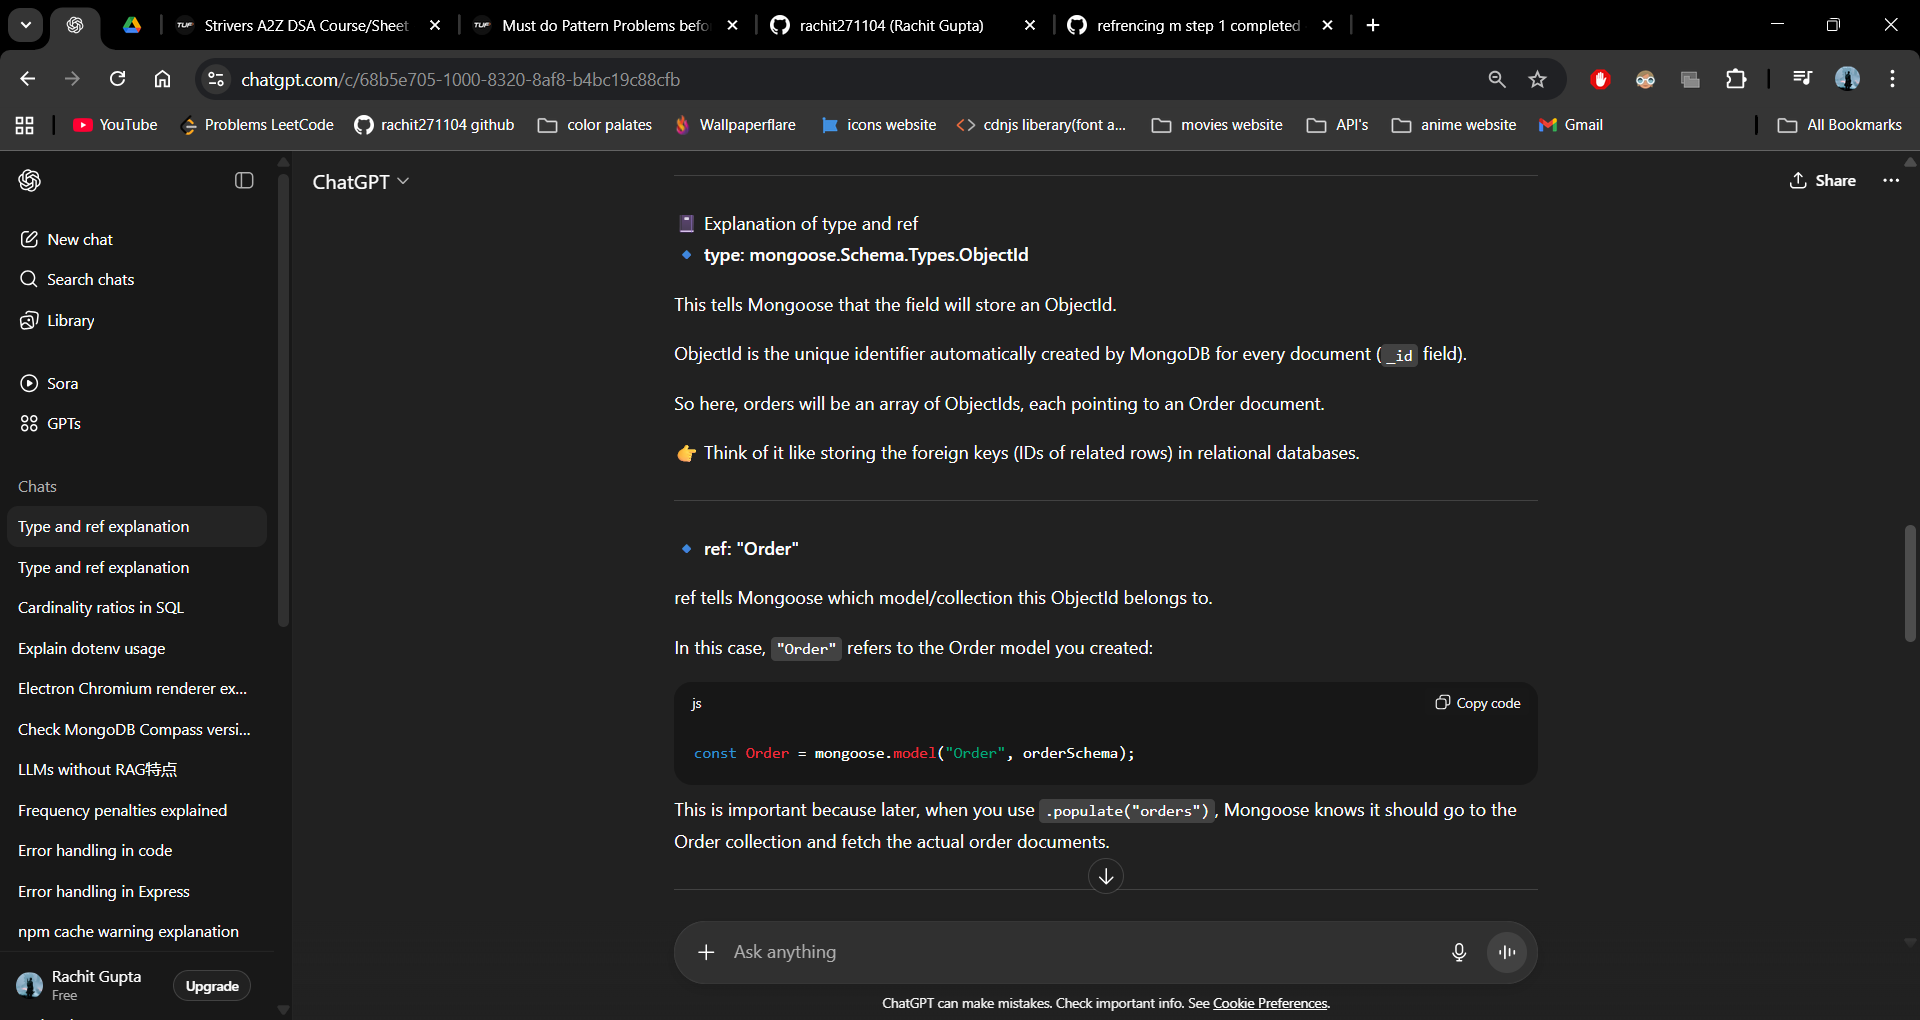 Strivers A2Z DSA Course/Sheet
Must do Pattern Problems befo
rachit271104 (Rachit Gupta)
refrencing m step 1 completed
chatgpt.com/c/68b5e705-1000-8320-8af8-b4bc19c88cfb
YouTube
Problems LeetCode
rachit271104 github
color palates
Wallpaperflare
icons website
cdnjs liberary(font a...
movies website
API's
anime website
Gmail
All Bookmarks
ChatGPT
Share
New chat
Search chats
Library
Sora
GPTs
Chats
Type and ref explanation
Type and ref explanation
Cardinality ratios in SQL
Explain dotenv usage
Electron Chromium renderer ex...
Check MongoDB Compass versi...
LLMs without RAG特点
Frequency penalties explained
Error handling in code
Error handling in Express
npm cache warning explanation
Rachit Gupta
Free
Upgrade
Explanation of type and ref
type: mongoose.Schema.Types.ObjectId
This tells Mongoose that the field will store an ObjectId.
ObjectId is the unique identifier automatically created by MongoDB for every document (_id field).
So here, orders will be an array of ObjectIds, each pointing to an Order document.
👉 Think of it like storing the foreign keys (IDs of related rows) in relational databases.
ref: "Order"
ref tells Mongoose which model/collection this ObjectId belongs to.
In this case, "Order" refers to the Order model you created:
js
Copy code
const Order = mongoose.model("Order", orderSchema);
This is important because later, when you use .populate("orders"), Mongoose knows it should go to the
Order collection and fetch the actual order documents.
Ask anything
ChatGPT can make mistakes. Check important info. See Cookie Preferences.